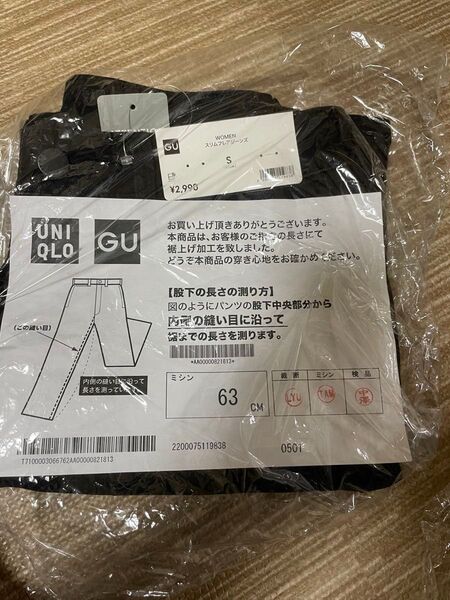 GU
WOMEN
スリムフレアジーンズ
S
¥2,990
UNI
QLO
GU
お買い上げ頂きありがとうございます。
本商品は、お客様のご指定の長さにて
裾上げ加工を致しました。
どうぞ本商品の穿き心地をお確かめください。
【股下の長さの測り方】
図のようにパンツの股下中央部分から
内側の縫い目に沿って
裾までの長さを測ります。
(この縫い目)
内側の縫い目に沿って
長さを測っていく。
*AA00000821813*
ミシン
63 CM
裁断 ミシン 検品
LYU TAM 中澤
T7100003066762AA00000821813
2200075119838
0501